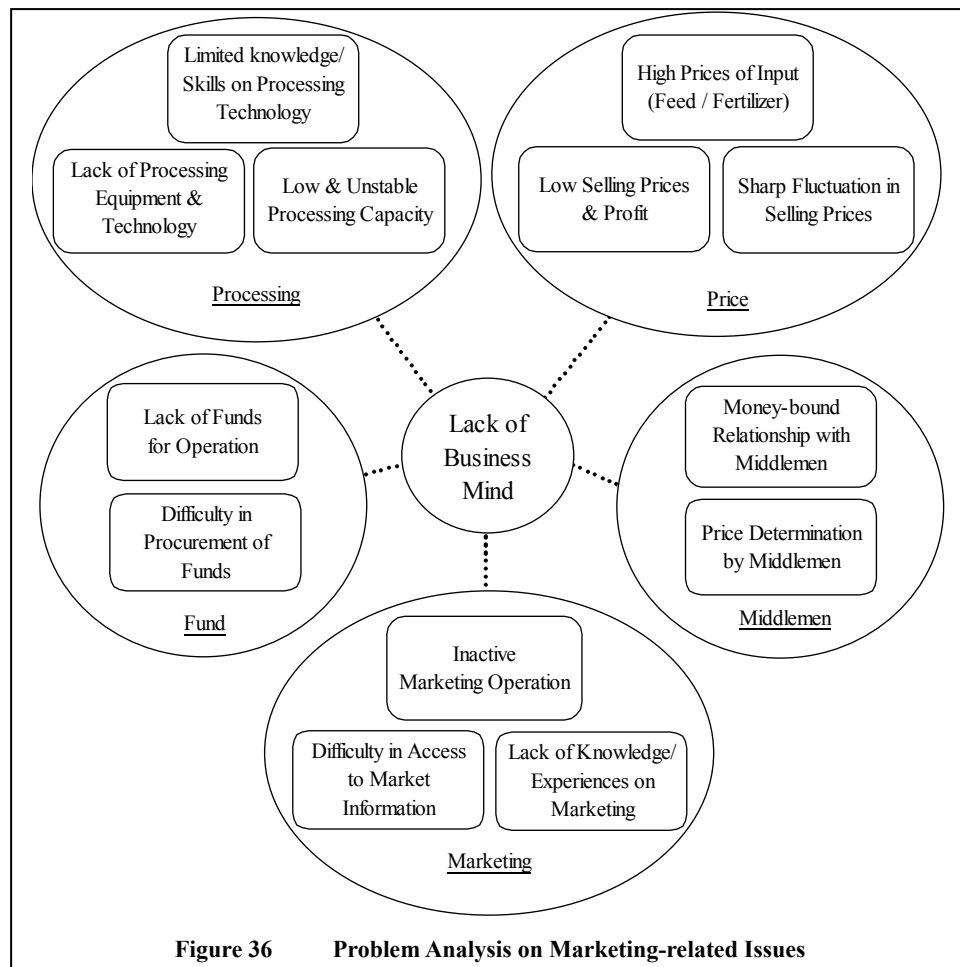 Limited knowledge/
Skills on Processing
Technology
Lack of Processing
Equipment &
Technology
Low & Unstable
Processing Capacity
Processing
High Prices of Input
(Feed / Fertilizer)
Low Selling Prices
& Profit
Sharp Fluctuation in
Selling Prices
Price
Lack of Funds
for Operation
Difficulty in
Procurement of
Funds
Fund
Lack of
Business
Mind
Money-bound
Relationship with
Middlemen
Price Determination
by Middlemen
Middlemen
Inactive
Marketing Operation
Difficulty in Access
to Market
Information
Lack of Knowledge/
Experiences on
Marketing
Marketing
Figure 36 Problem Analysis on Marketing-related Issues